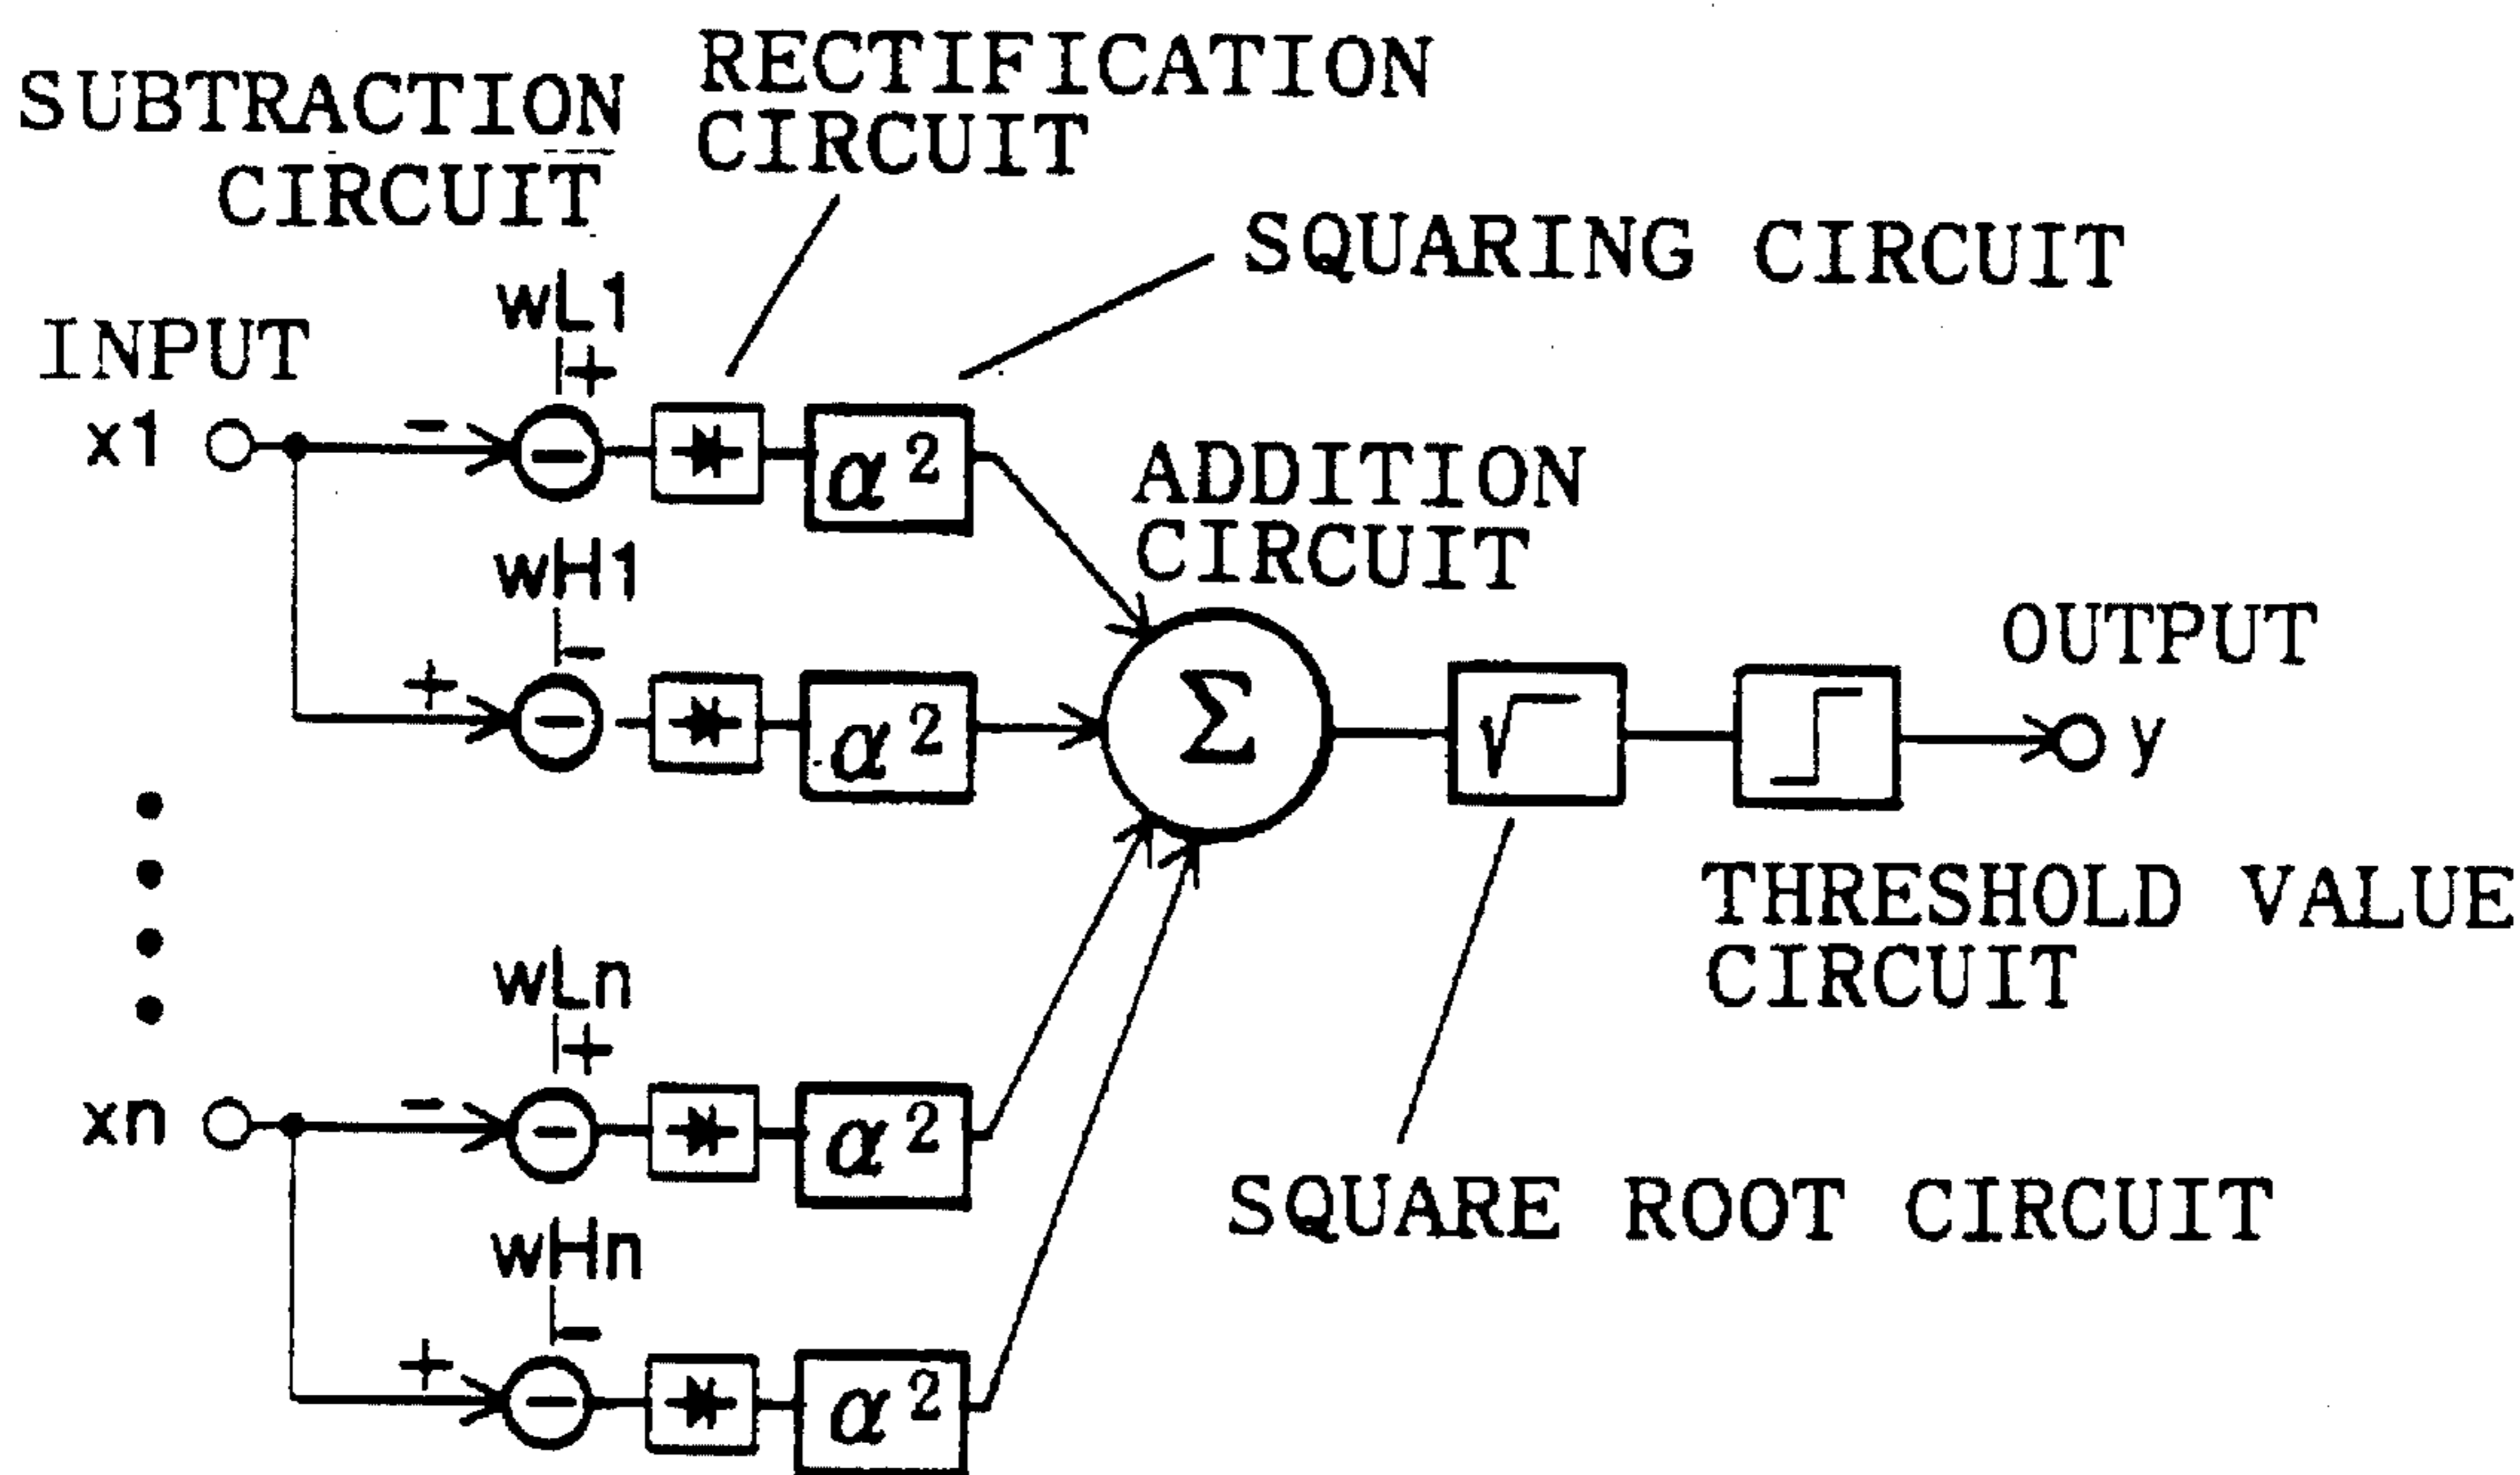 SUBTRACTION
CIRCUIT
RECTIFICATION
CIRCUIT
SQUARING CIRCUIT
INPUT
wL1
+
x1
-
α²
wH1
-
+
α²
ADDITION
CIRCUIT
Σ
√
OUTPUT
y
THRESHOLD VALUE
CIRCUIT
SQUARE ROOT CIRCUIT
wLn
+
xn
-
α²
wHn
-
+
α²